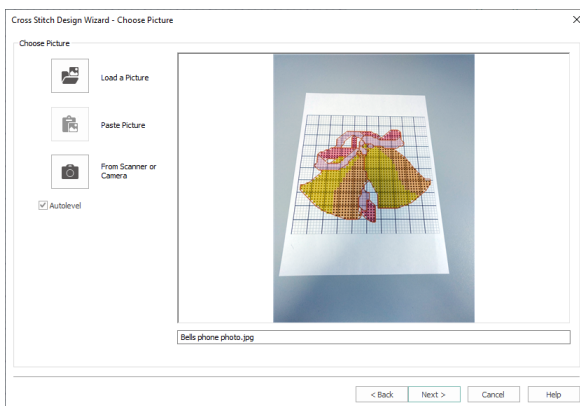 Cross Stitch Design Wizard - Choose Picture
Choose Picture
Load a Picture
Paste Picture
From Scanner or
Camera
Autolevel
Bells phone photo.jpg
< Back
Next >
Cancel
Help